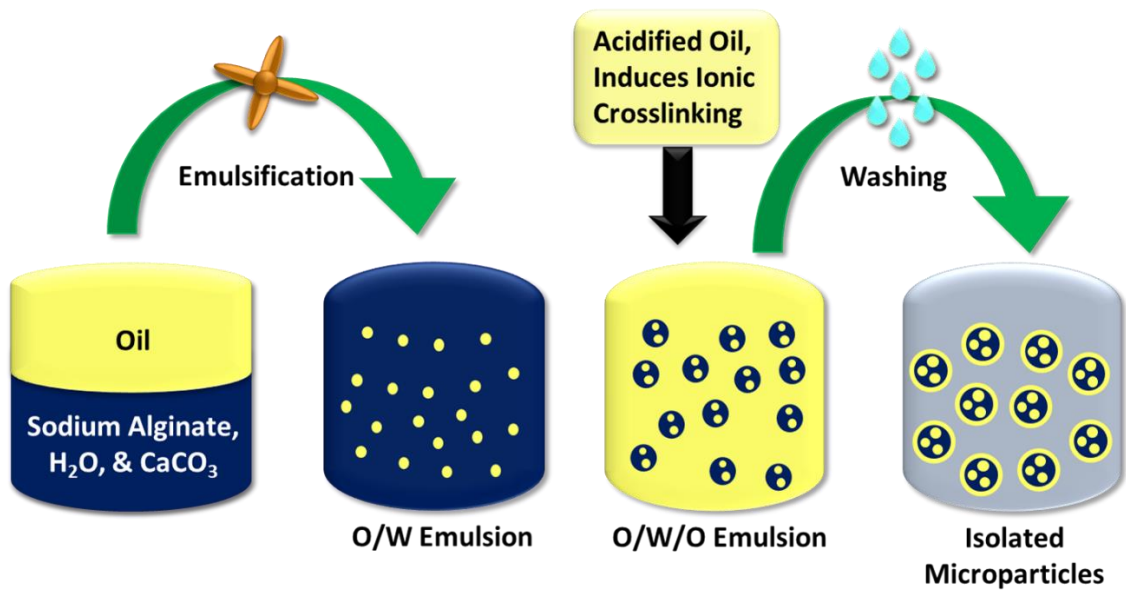 Acidified Oil,
Induces Ionic
Crosslinking
Emulsification
Washing
Oil
Sodium Alginate,
H₂O, & CaCO₃
O/W Emulsion
O/W/O Emulsion
Isolated
Microparticles